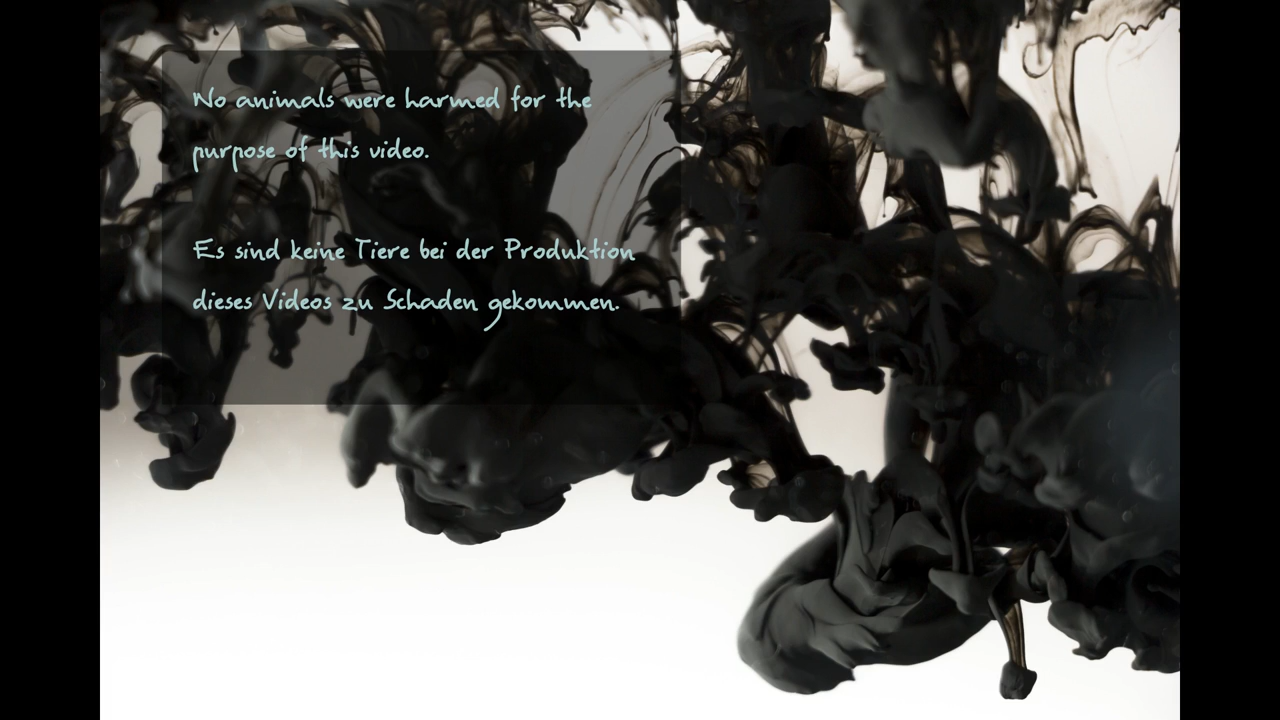 No animals were harmed for the
purpose of this video.
Es sind keine Tiere bei der Produktion
dieses Videos zu Schaden gekommen.